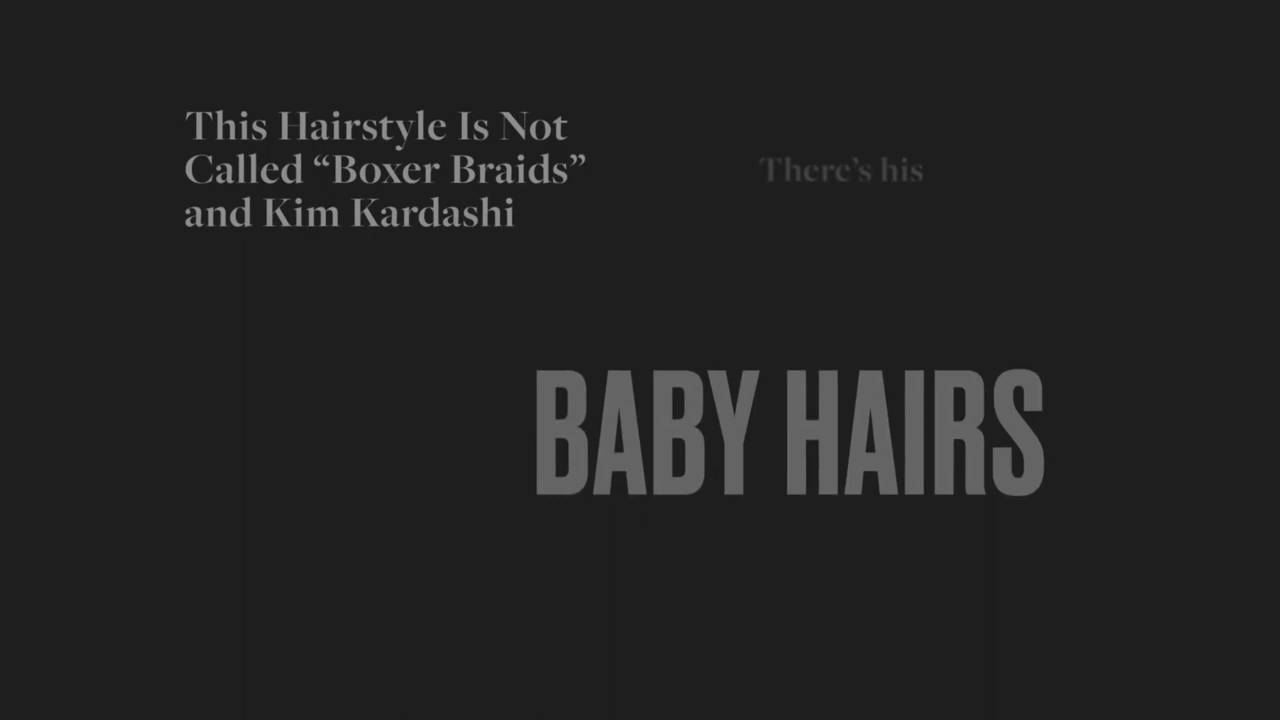 This Hairstyle Is Not
Called “Boxer Braids”
and Kim Kardashi
There’s his
BABY HAIRS